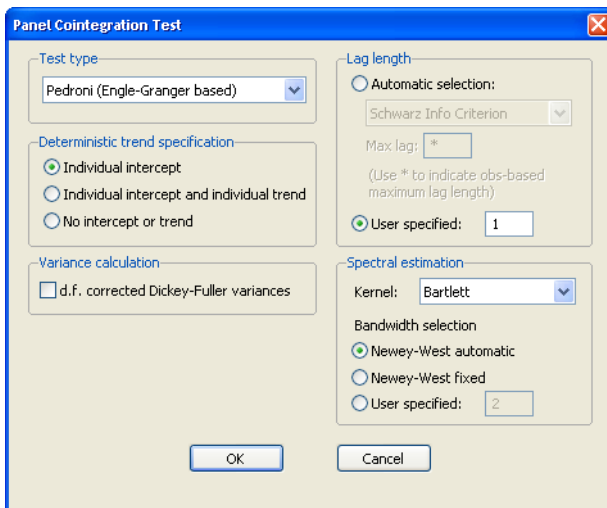 Panel Cointegration Test
Test type
Pedroni (Engle-Granger based)
Deterministic trend specification
Individual intercept
Individual intercept and individual trend
No intercept or trend
Variance calculation
d.f. corrected Dickey-Fuller variances
Lag length
Automatic selection:
Schwarz Info Criterion
Max lag: *
(Use * to indicate obs-based
maximum lag length)
User specified: 1
Spectral estimation
Kernel: Bartlett
Bandwidth selection
Newey-West automatic
Newey-West fixed
User specified: 2
OK
Cancel